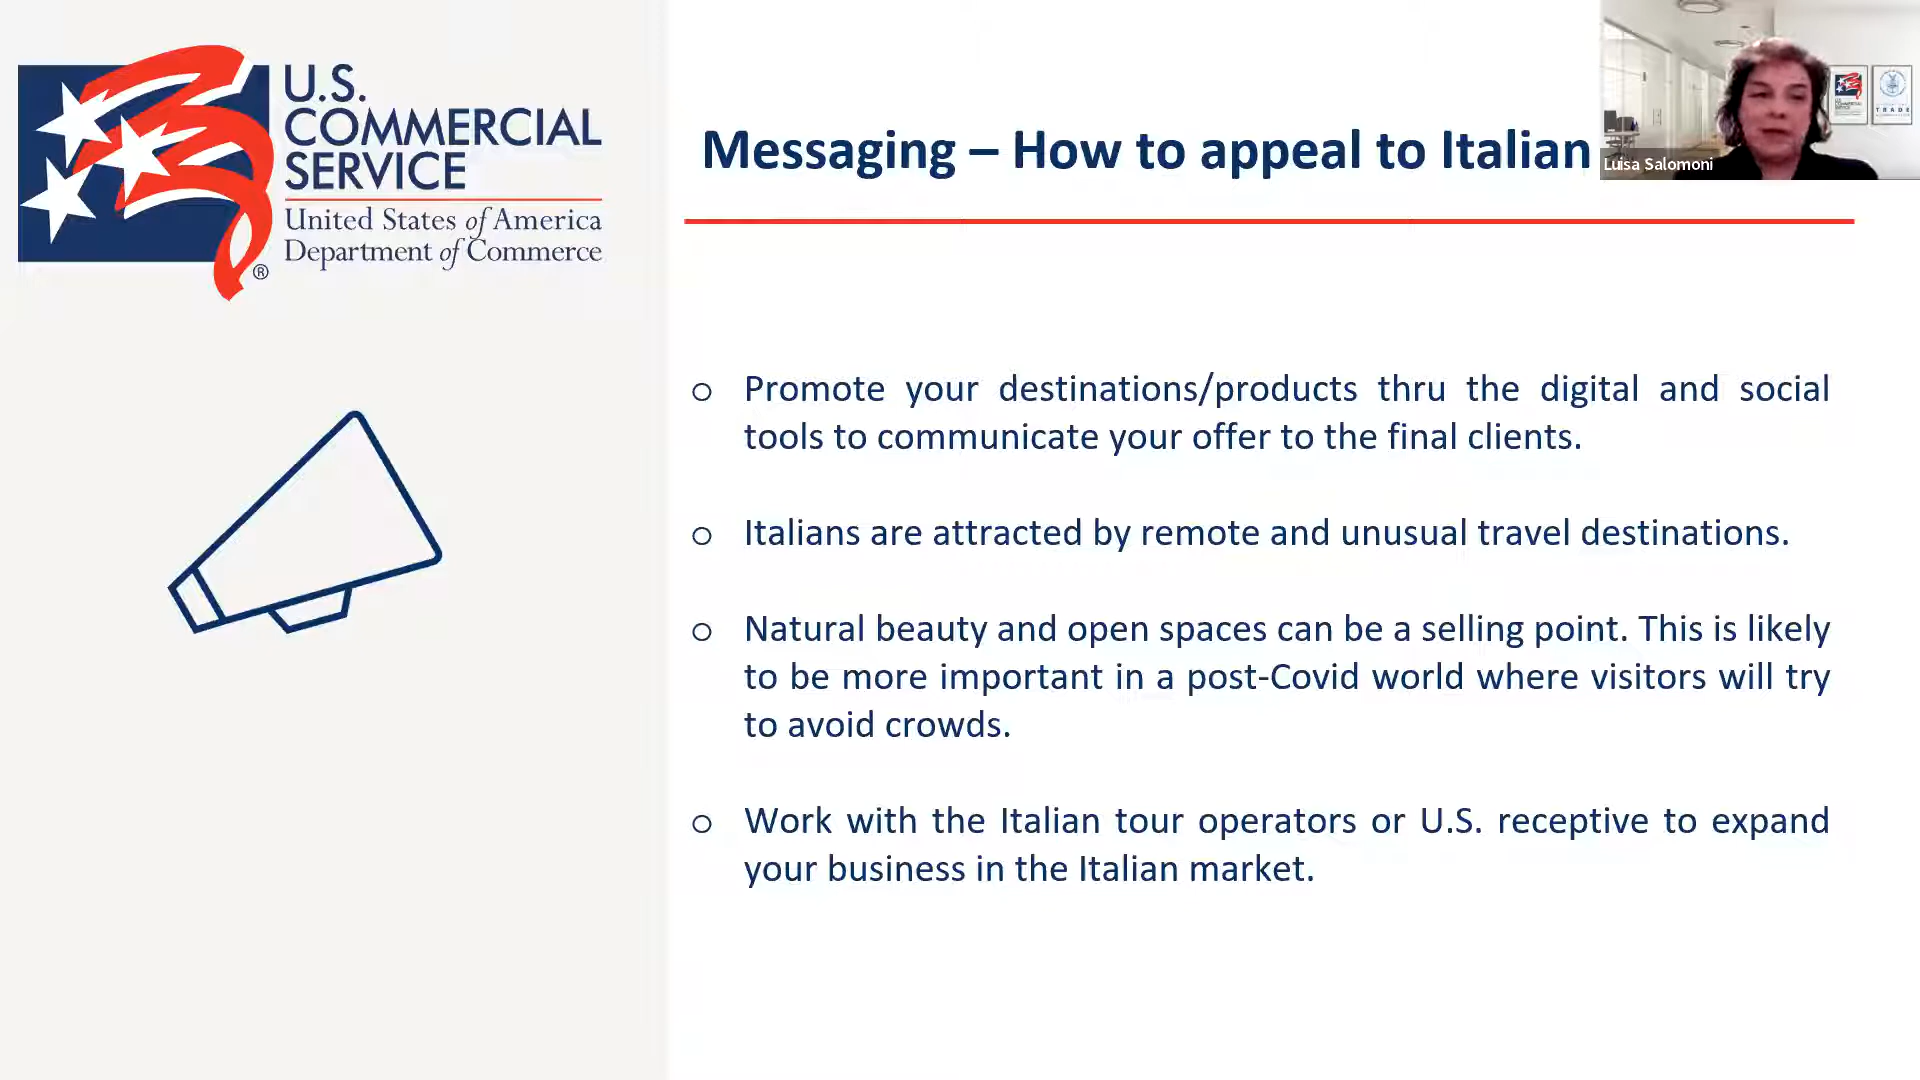 U.S.
COMMERCIAL
SERVICE
United States of America
Department of Commerce
®
Messaging – How to appeal to Italian
Luisa Salomoni
TRADE
o Promote your destinations/products thru the digital and social
tools to communicate your offer to the final clients.
o Italians are attracted by remote and unusual travel destinations.
o Natural beauty and open spaces can be a selling point. This is likely
to be more important in a post-Covid world where visitors will try
to avoid crowds.
o Work with the Italian tour operators or U.S. receptive to expand
your business in the Italian market.